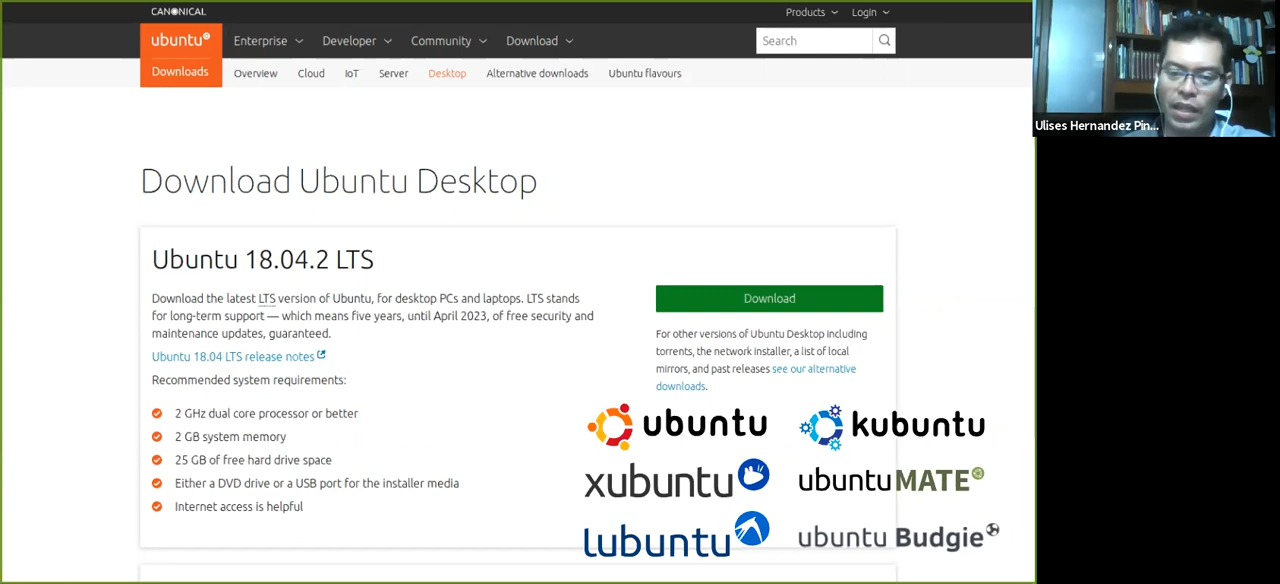 CANONICAL
Products
Login
ubuntu
Enterprise
Developer
Community
Download
Search
Downloads
Overview
Cloud
IoT
Server
Desktop
Alternative downloads
Ubuntu flavours
Ulises Hernandez Pin...
Download Ubuntu Desktop
Ubuntu 18.04.2 LTS
Download the latest LTS version of Ubuntu, for desktop PCs and laptops. LTS stands
for long-term support — which means five years, until April 2023, of free security and
maintenance updates, guaranteed.
Ubuntu 18.04 LTS release notes
Recommended system requirements:
2 GHz dual core processor or better
2 GB system memory
25 GB of free hard drive space
Either a DVD drive or a USB port for the installer media
Internet access is helpful
Download
For other versions of Ubuntu Desktop including
torrents, the network installer, a list of local
mirrors, and past releases see our alternative
downloads.
ubuntu
kubuntu
xubuntu
ubuntu MATE
lubuntu
ubuntu Budgie